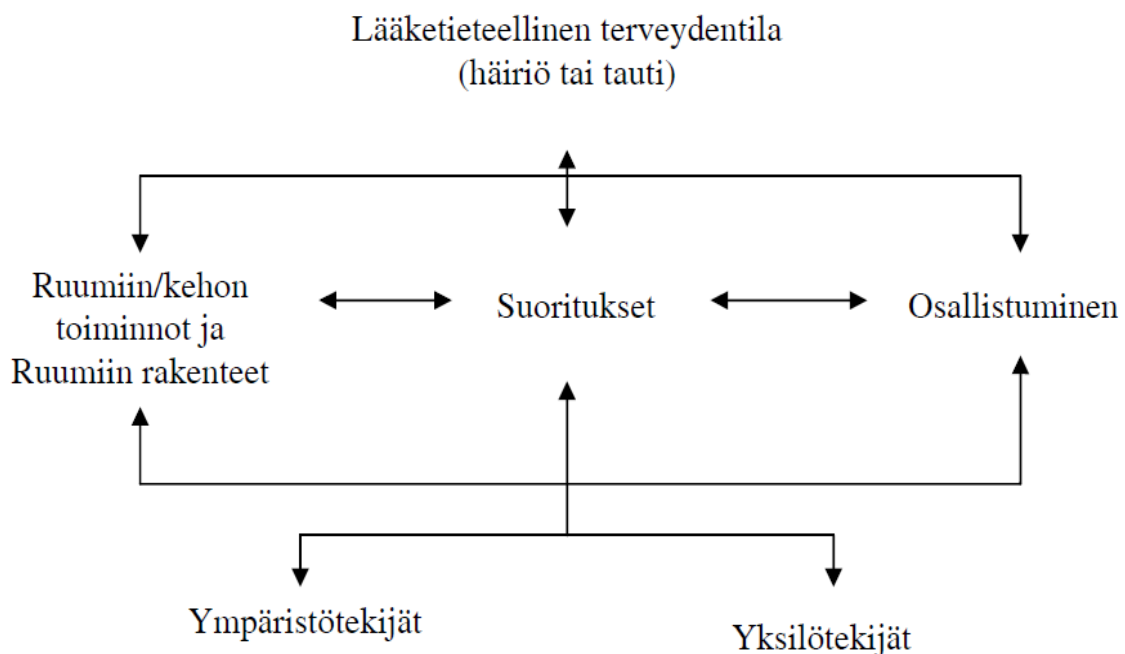 Lääketieteellinen terveydentila
(häiriö tai tauti)
Ruumiin/kehon
toiminnot ja
Ruumiin rakenteet
Suoritukset
Osallistuminen
Ympäristötekijät
Yksilötekijät